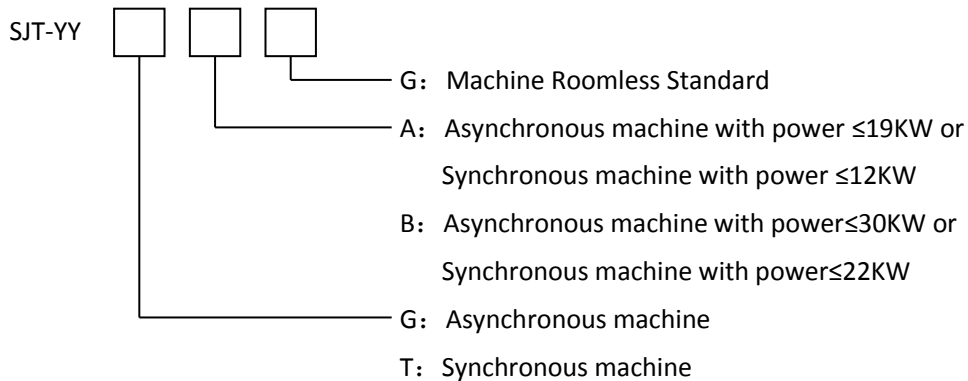 SJT-YY
G： Machine Roomless Standard
A： Asynchronous machine with power ≤19KW or
Synchronous machine with power ≤12KW
B： Asynchronous machine with power≤30KW or
Synchronous machine with power≤22KW
G： Asynchronous machine
T： Synchronous machine